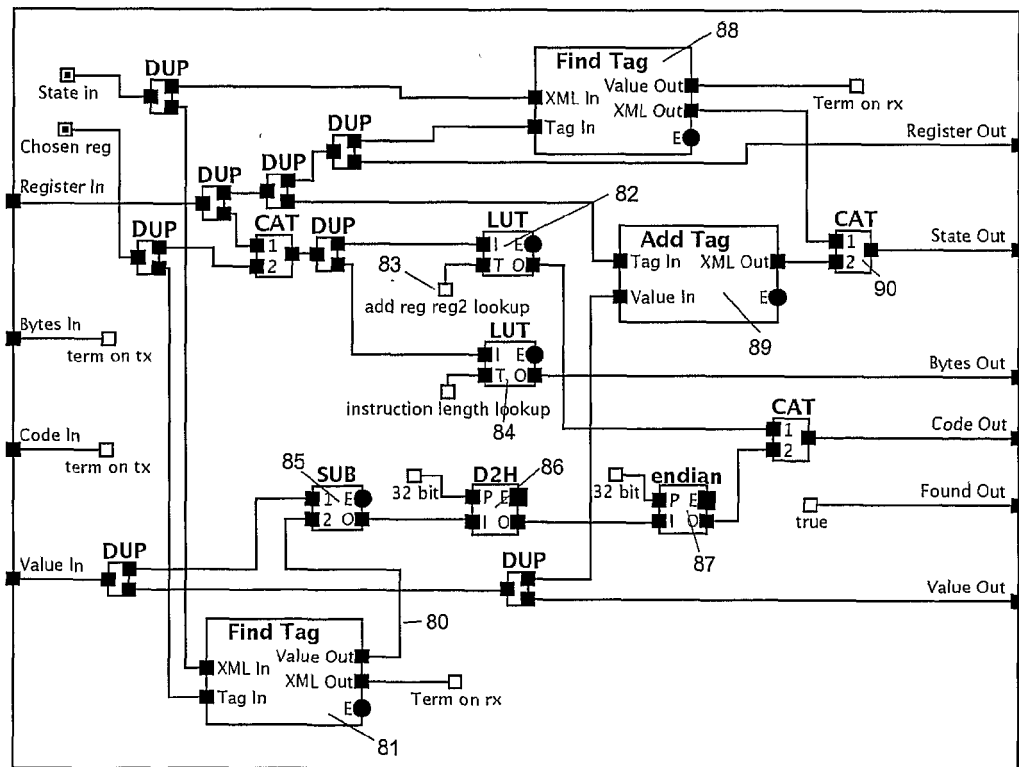 88
Find Tag
Value Out
XML In
XML Out
Tag In
E
Term on rx
State in
DUP
Chosen reg
DUP
Register Out
Register In
DUP
DUP
DUP
CAT
1
2
DUP
82
LUT
I E
T O
83
add reg reg2 lookup
Add Tag
Tag In
XML Out
Value In
E
89
CAT
1
2
90
State Out
Bytes In
term on tx
LUT
I E
T O
instruction length lookup
84
Bytes Out
Code In
term on tx
CAT
1
2
Code Out
85
SUB
1 E
2 O
32 bit
D2H
86
P E
I O
32 bit
endian
P E
I O
87
true
Found Out
Value In
DUP
DUP
Value Out
80
Find Tag
Value Out
XML In
XML Out
Tag In
E
Term on rx
81